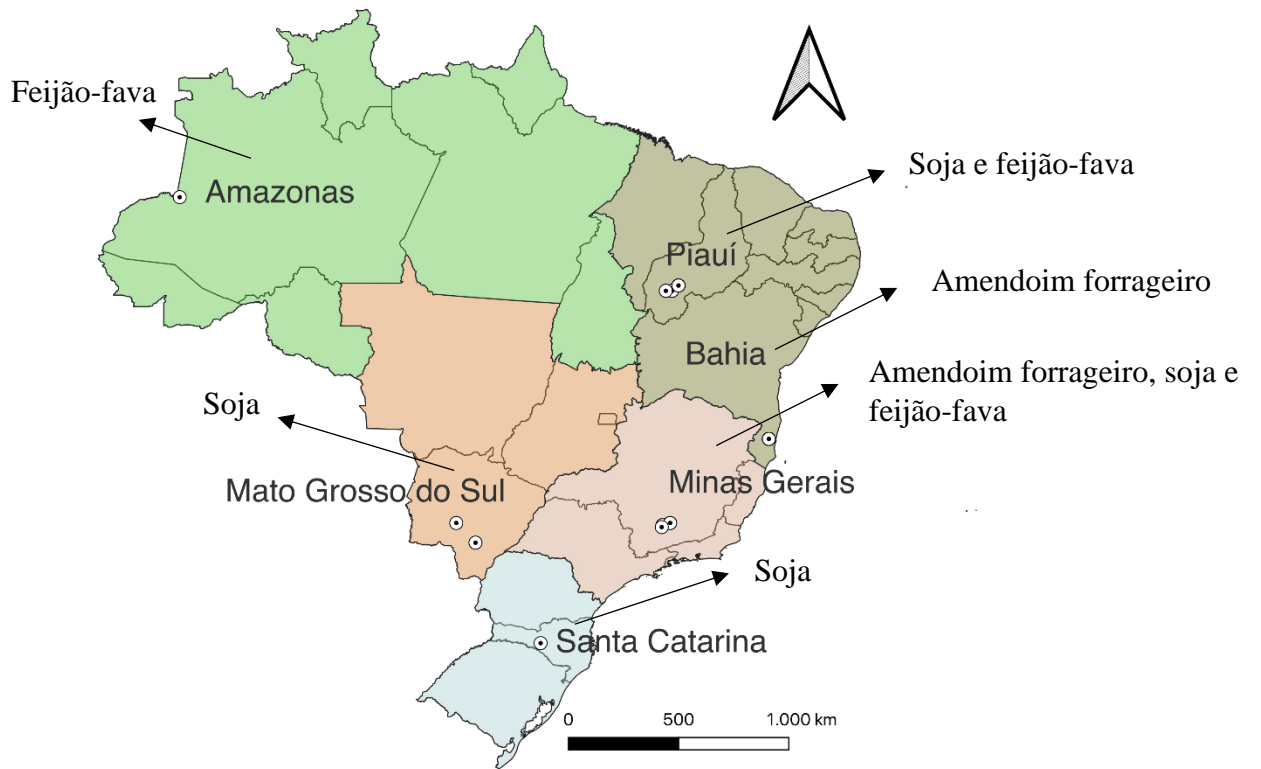 Feijão-fava
Amazonas
Soja e feijão-fava
Piauí
Amendoim forrageiro
Bahia
Amendoim forrageiro, soja e
feijão-fava
Soja
Mato Grosso do Sul
Minas Gerais
Soja
Santa Catarina
0 500 1.000 km